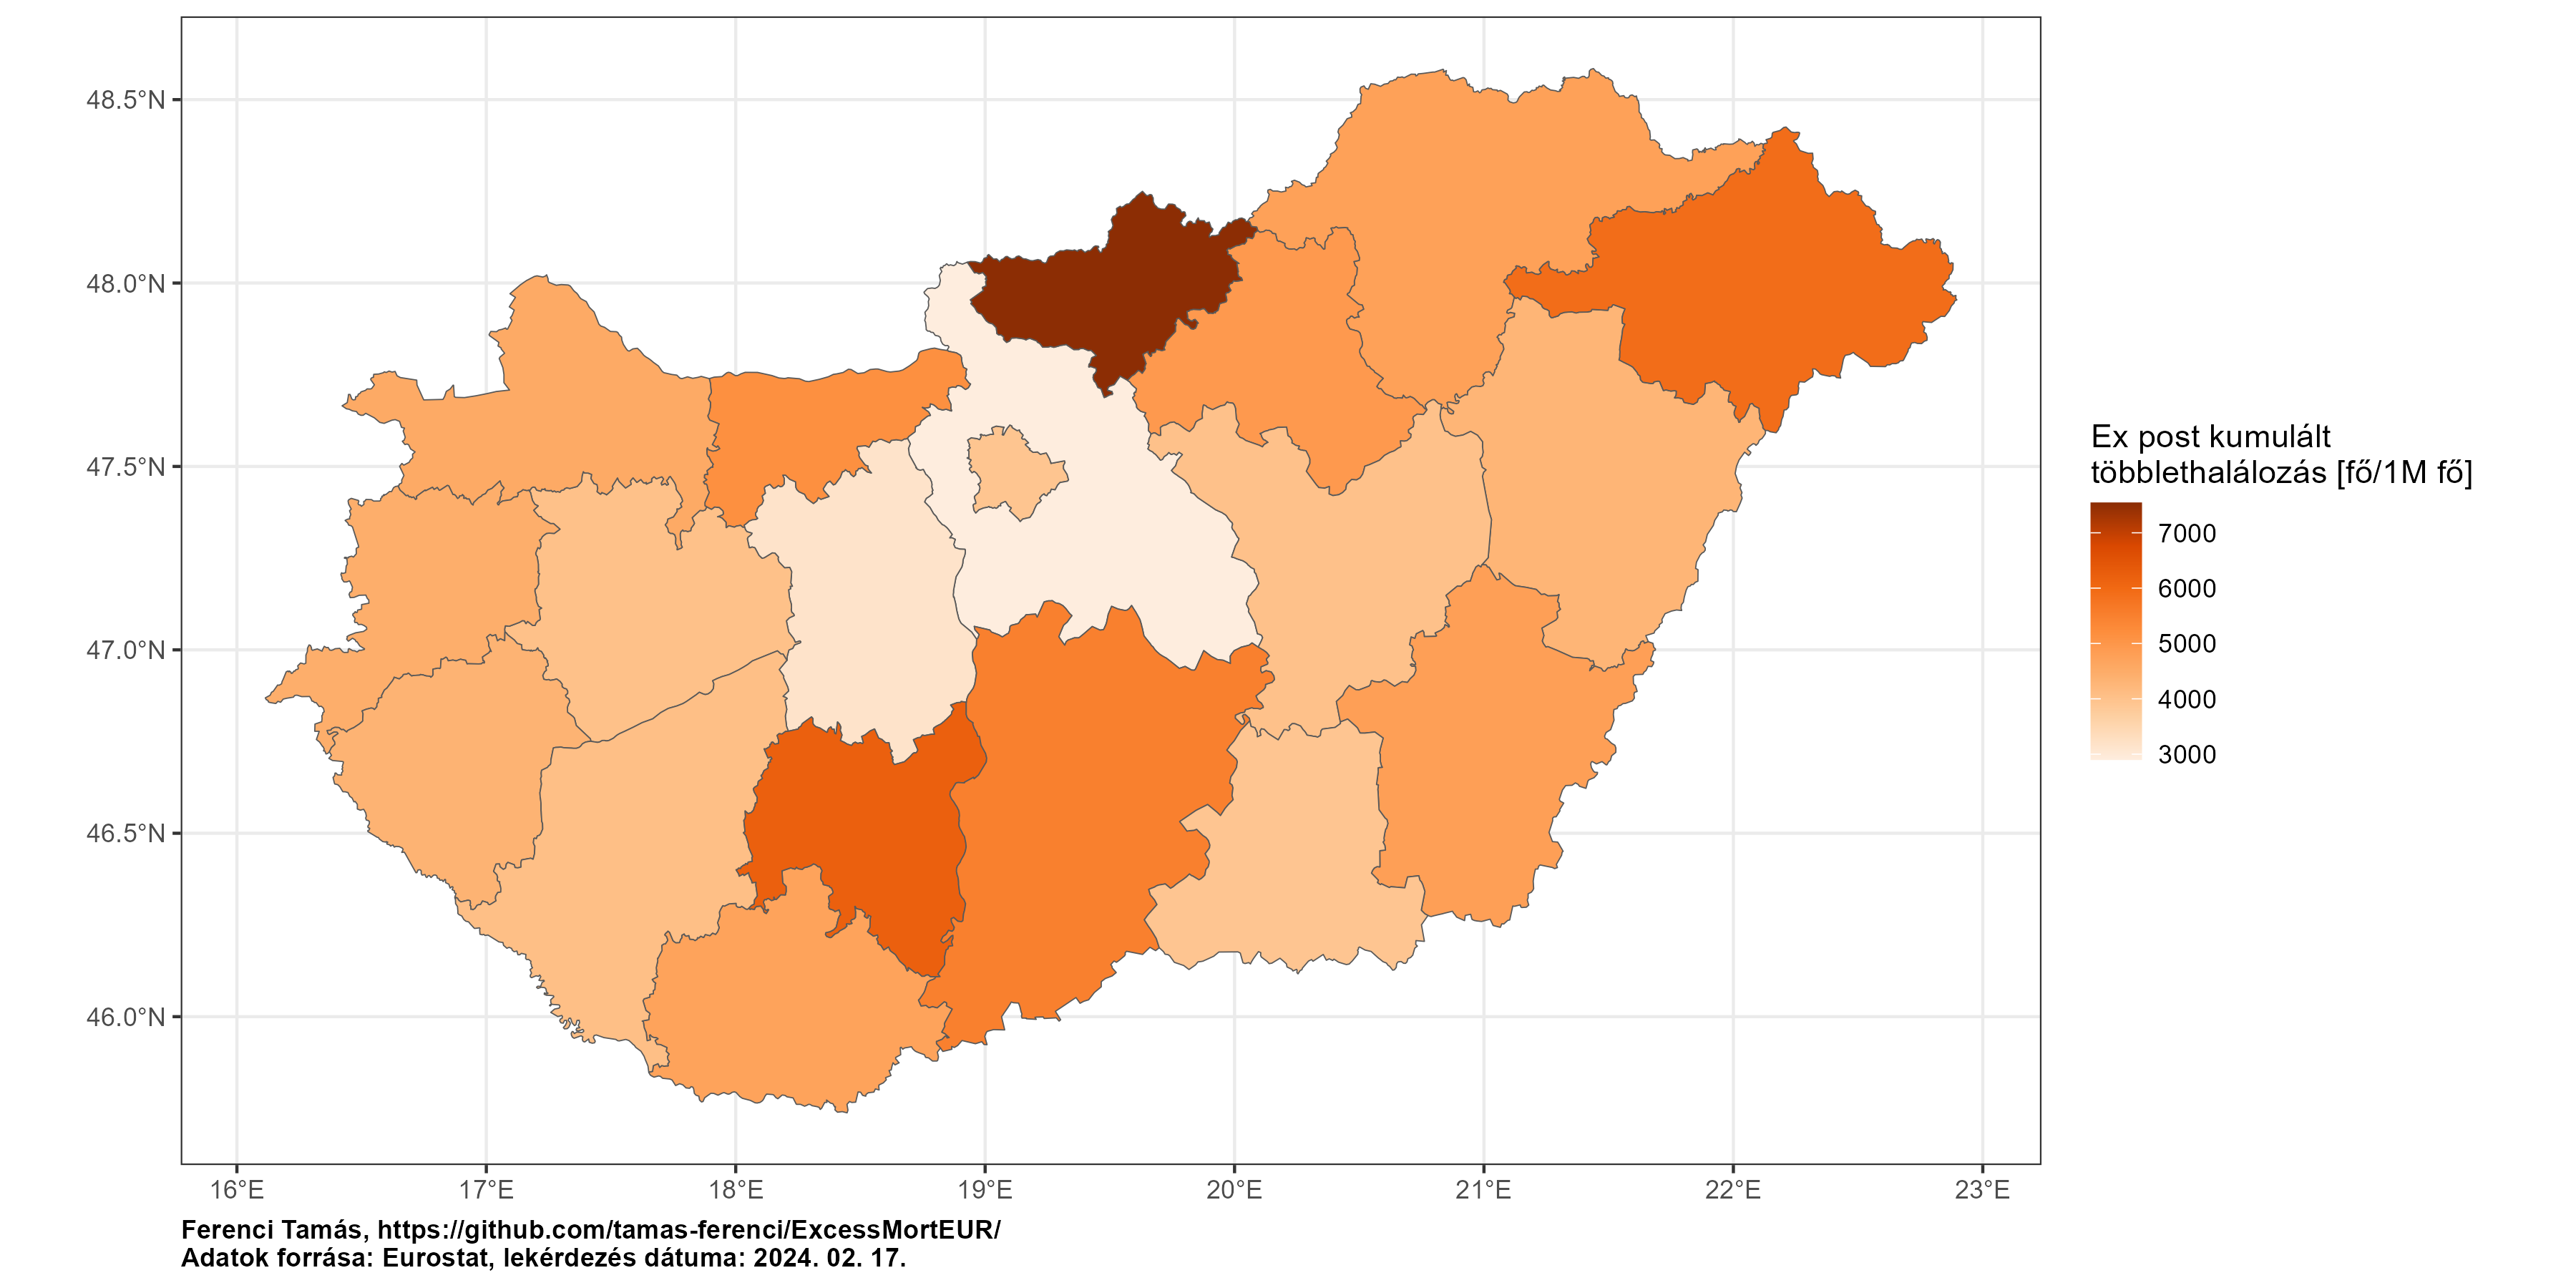 48.5°N
48.0°N
47.5°N
47.0°N
46.5°N
46.0°N
16°E 17°E 18°E 19°E 20°E 21°E 22°E 23°E
Ex post kumulált
többlethalálozás [fő/1M fő]
7000
6000
5000
4000
3000
Ferenci Tamás, https://github.com/tamas-ferenci/ExcessMortEUR/
Adatok forrása: Eurostat, lekérdezés dátuma: 2024. 02. 17.